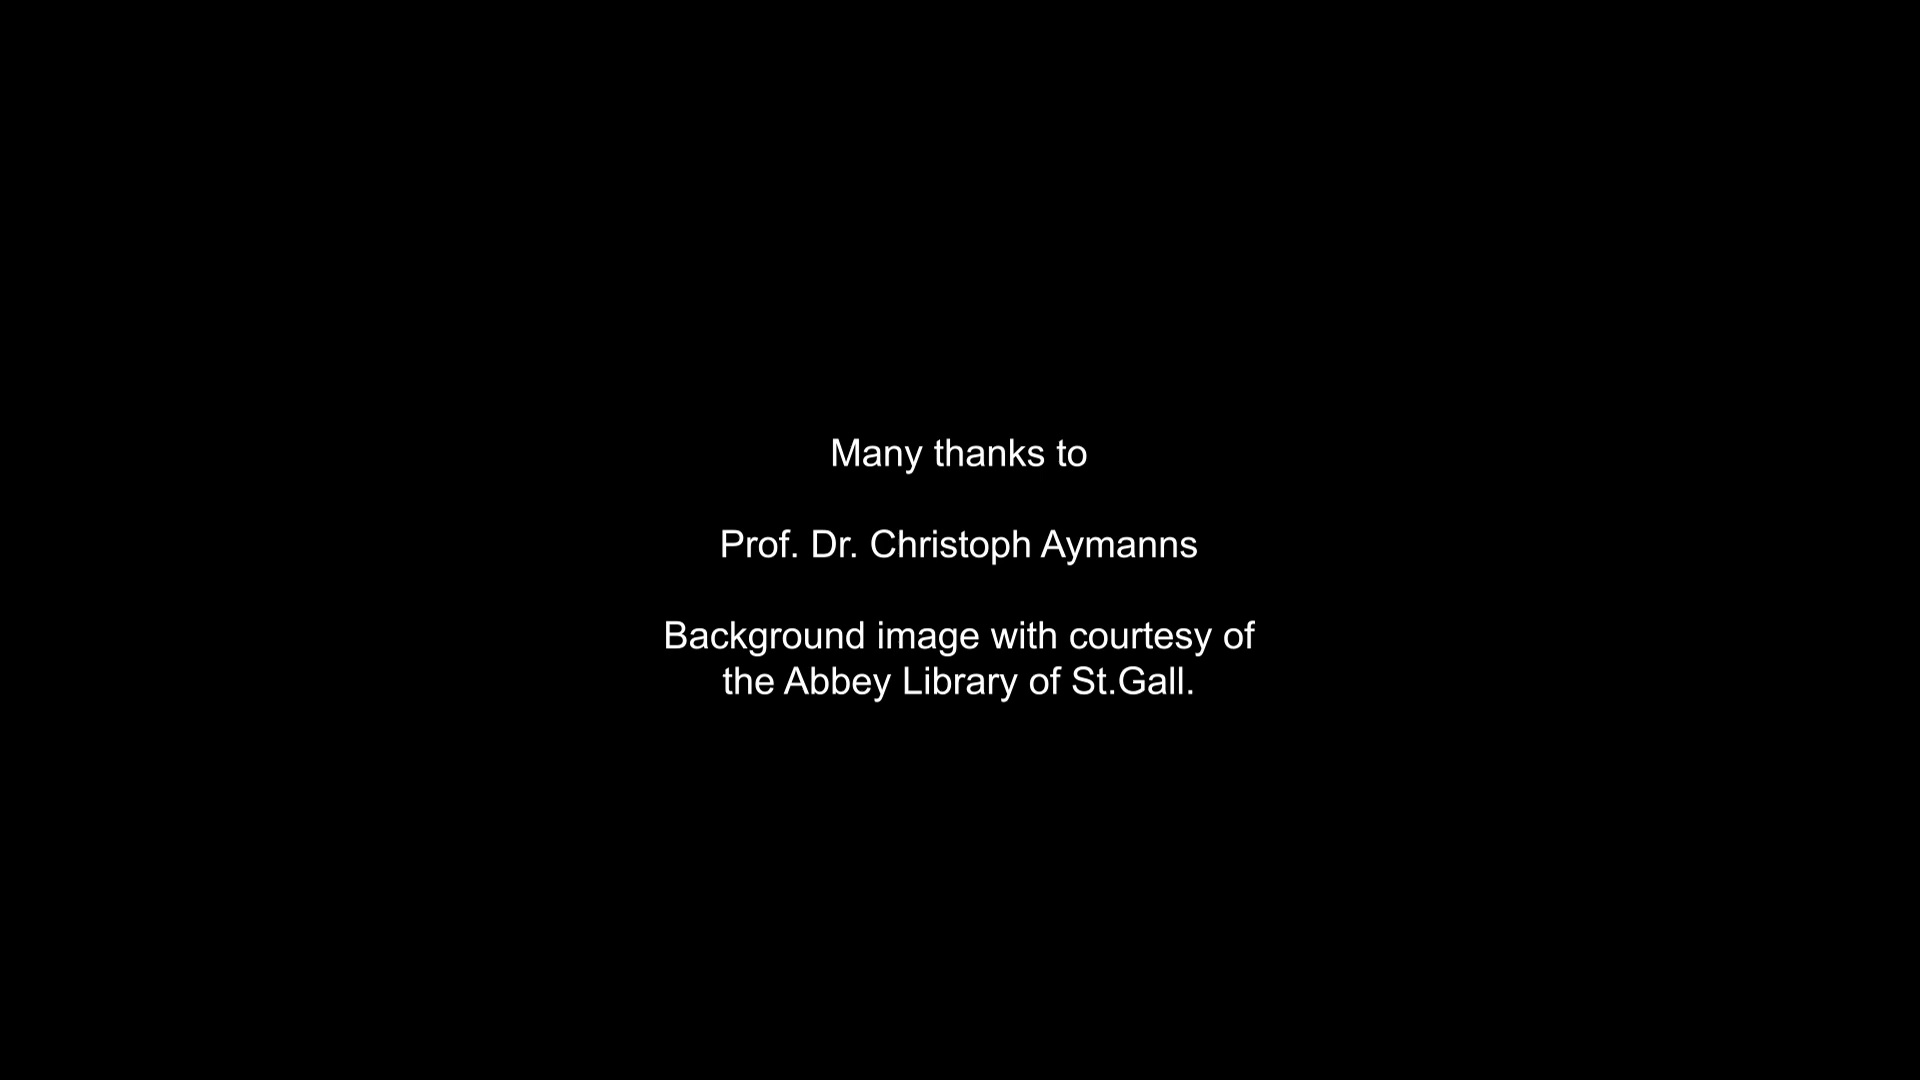 Many thanks to
Prof. Dr. Christoph Aymanns
Background image with courtesy of
the Abbey Library of St.Gall.